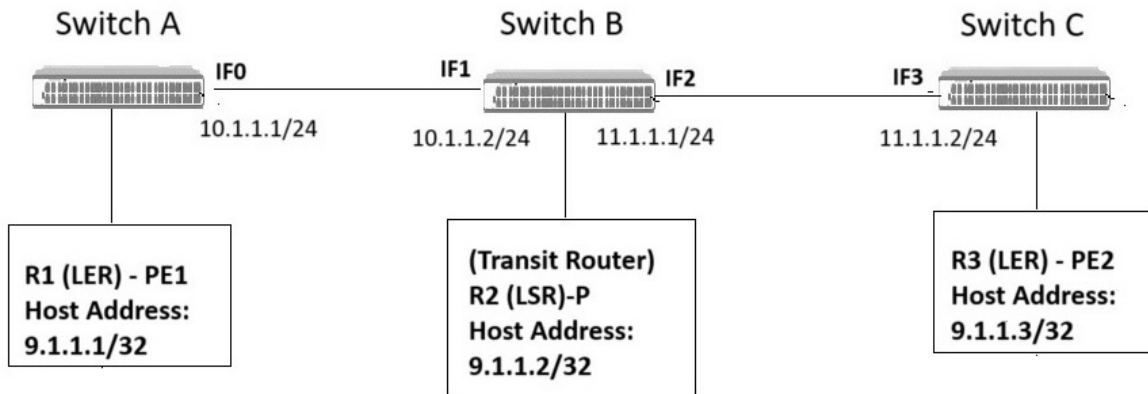 Switch A
Switch B
Switch C
IF0
IF1
IF2
IF3
10.1.1.1/24
10.1.1.2/24
11.1.1.1/24
11.1.1.2/24
R1 (LER) - PE1
Host Address:
9.1.1.1/32
(Transit Router)
R2 (LSR)-P
Host Address:
9.1.1.2/32
R3 (LER) - PE2
Host Address:
9.1.1.3/32